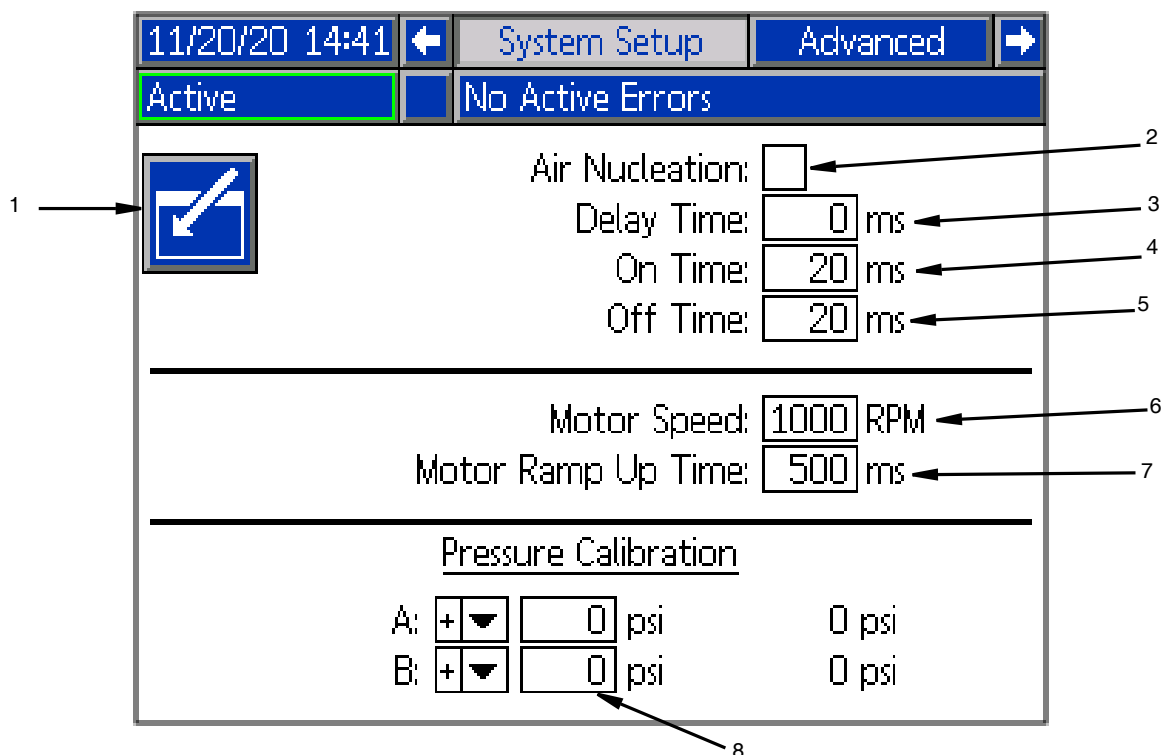 11/20/20 14:41 System Setup Advanced
Active No Active Errors
1
Air Nucleation: 2
Delay Time: 0 ms 3
On Time: 20 ms 4
Off Time: 20 ms 5
Motor Speed: 1000 RPM 6
Motor Ramp Up Time: 500 ms 7
Pressure Calibration
A: + 0 psi 0 psi
B: + 0 psi 0 psi
8